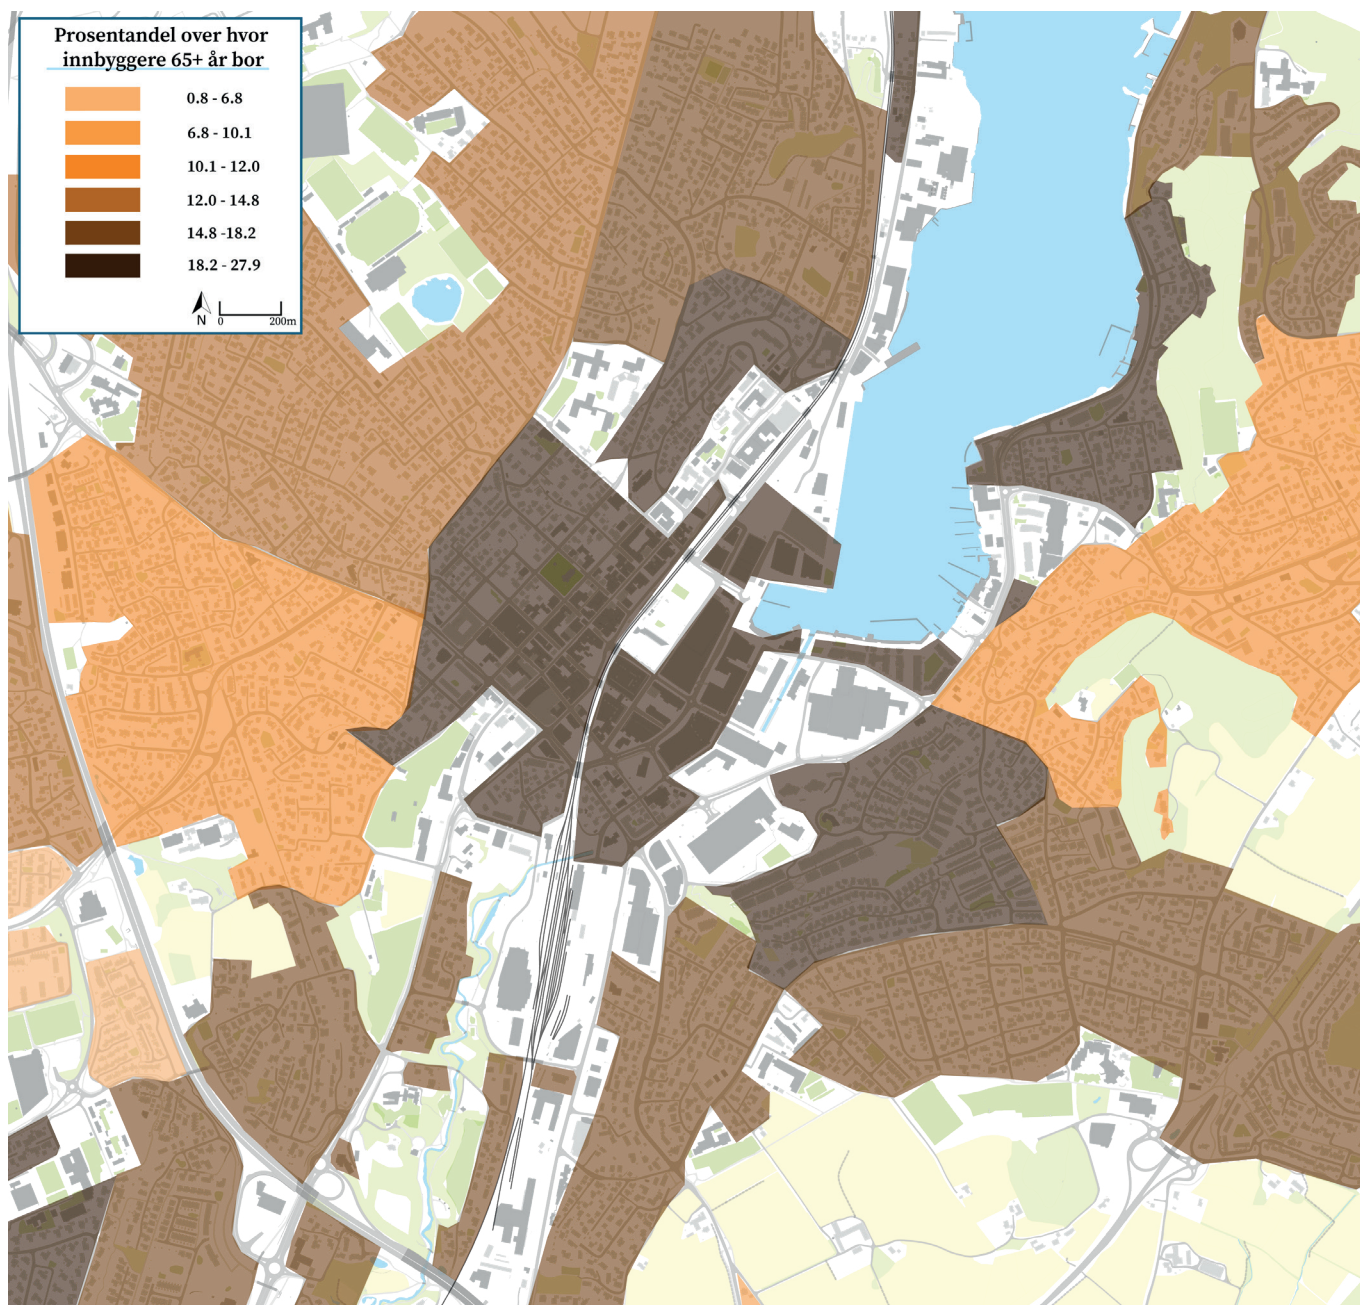 Prosentandel over hvor
innbyggere 65+ år bor
0.8 - 6.8
6.8 - 10.1
10.1 - 12.0
12.0 - 14.8
14.8 -18.2
18.2 - 27.9
N
0 200m